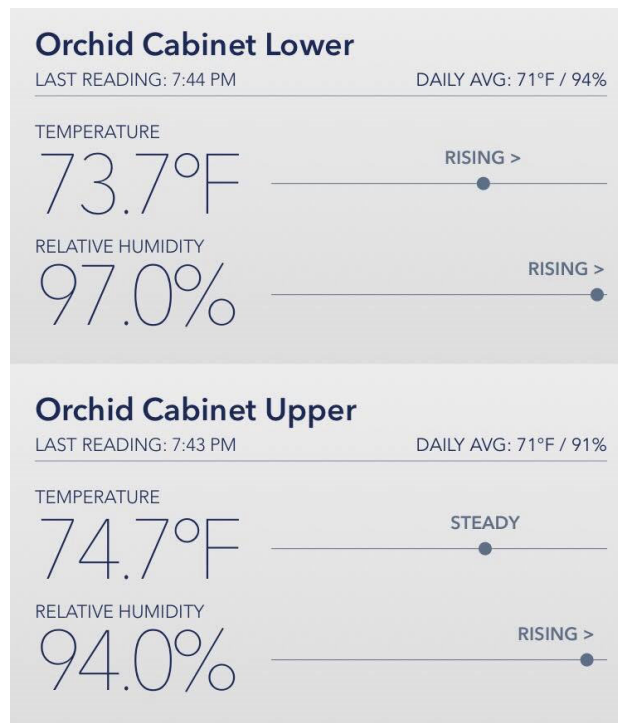 Orchid Cabinet Lower
LAST READING: 7:44 PM DAILY AVG: 71°F / 94%
TEMPERATURE
RISING >
73.7°F
RELATIVE HUMIDITY
RISING >
97.0%
Orchid Cabinet Upper
LAST READING: 7:43 PM DAILY AVG: 71°F / 91%
TEMPERATURE
STEADY
74.7°F
RELATIVE HUMIDITY
RISING >
94.0%